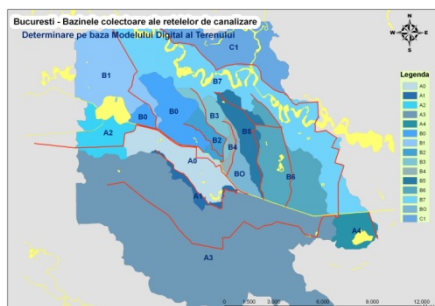 Bucuresti - Bazinele colectoare ale retelelor de canalizare
Determinare pe baza Modelului Digital al Terenului
N
W E
S
C1
B1
B7
B0
B0
B3
B5
A2
B2
B4
A0
BO
B6
A1
A4
A3
Legenda
A0
A1
A2
A3
A4
B0
B1
B2
B3
B4
B5
B6
B7
BO
C1
0 1.500 3.000 6.000 9.000 12.000